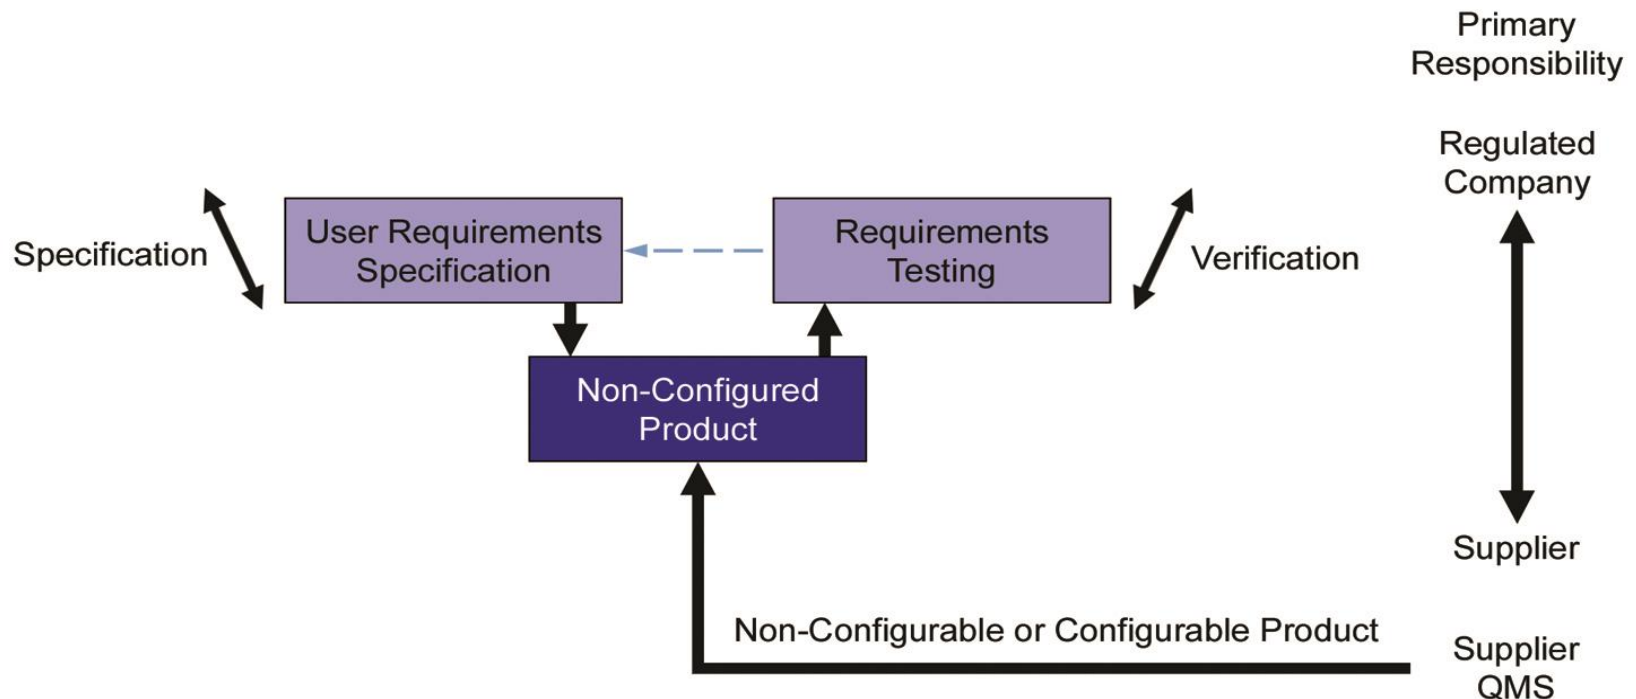 Primary
Responsibility
Regulated
Company
Specification
User Requirements
Specification
Requirements
Testing
Verification
Non-Configured
Product
Supplier
Non-Configurable or Configurable Product
Supplier
QMS